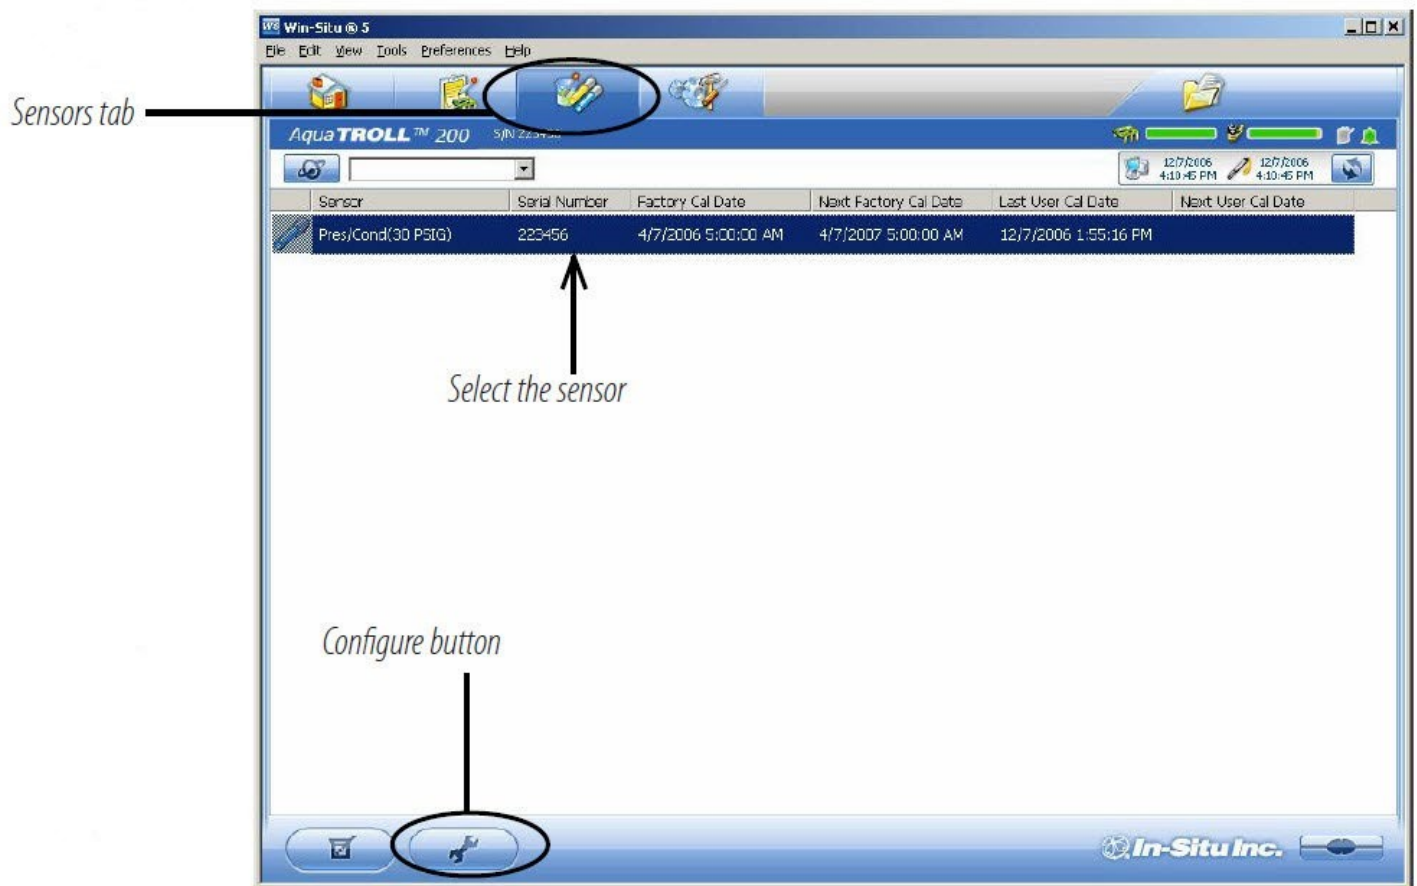 Win-Situ ® 5
File Edit View Tools Preferences Help
Sensors tab
AquaTROLL™ 200 S/N 223456
12/7/2006 4:10:45 PM 12/7/2006 4:10:45 PM
Sensor Serial Number Factory Cal Date Next Factory Cal Date Last User Cal Date Next User Cal Date
Pres/Cond(30 PSIG) 223456 4/7/2006 5:00:00 AM 4/7/2007 5:00:00 AM 12/7/2006 1:55:16 PM
Select the sensor
Configure button
In-Situ Inc.